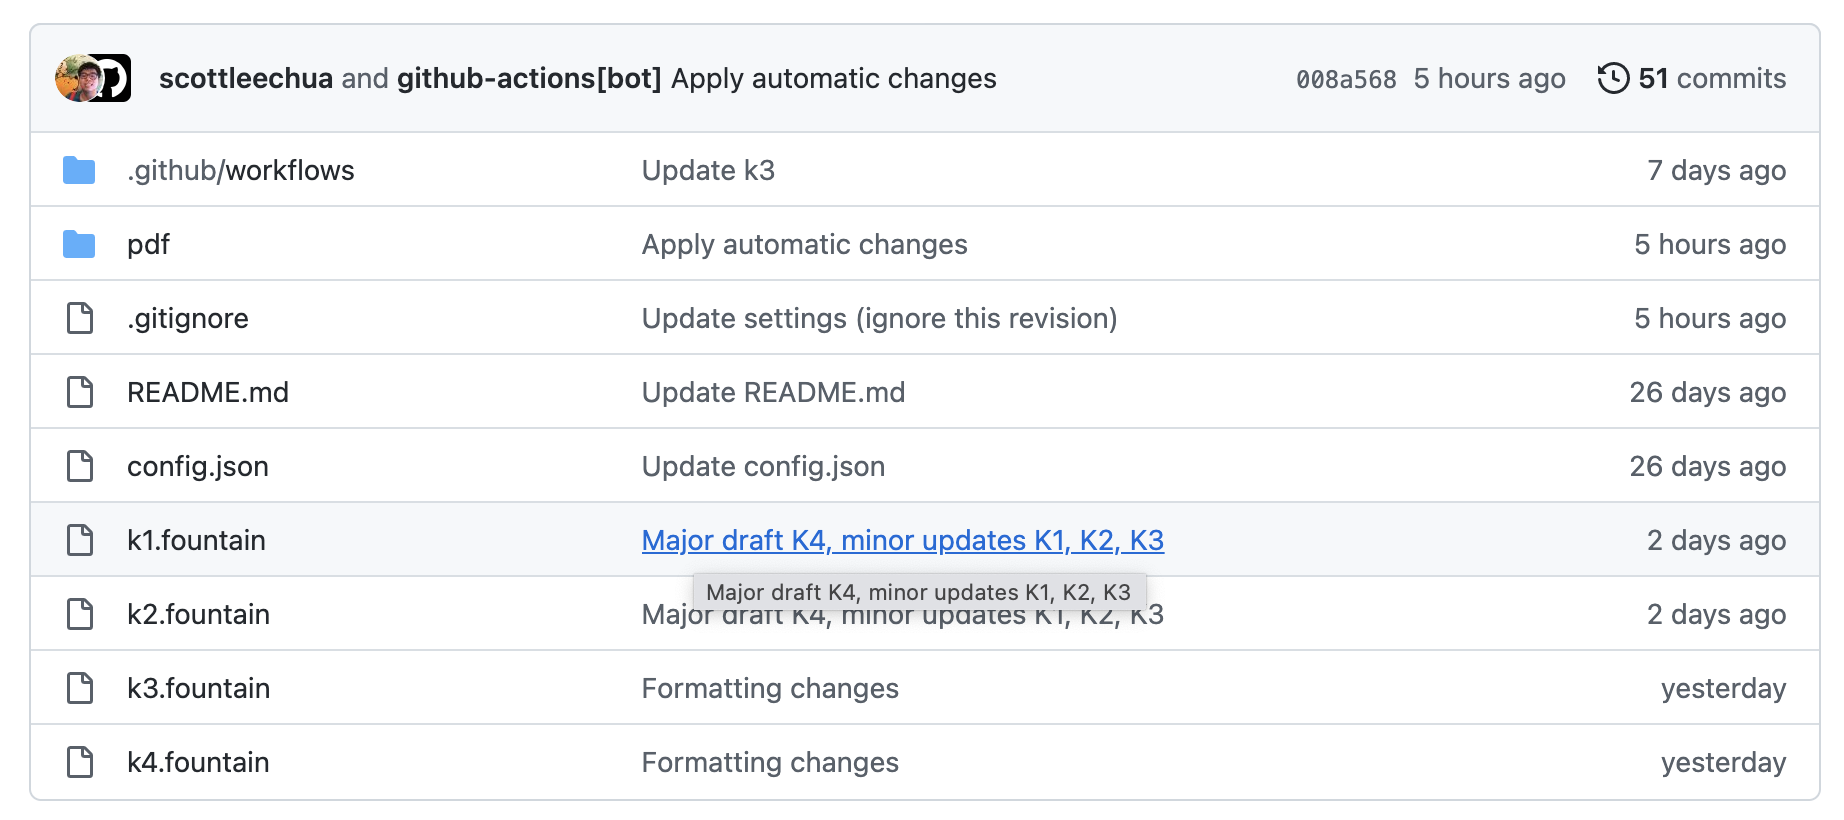 scottleechua and github-actions[bot] Apply automatic changes 008a568 5 hours ago 51 commits
.github/workflows Update k3 7 days ago
pdf Apply automatic changes 5 hours ago
.gitignore Update settings (ignore this revision) 5 hours ago
README.md Update README.md 26 days ago
config.json Update config.json 26 days ago
k1.fountain Major draft K4, minor updates K1, K2, K3 2 days ago
Major draft K4, minor updates K1, K2, K3
k2.fountain Major draft K4, minor updates K1, K2, K3 2 days ago
k3.fountain Formatting changes yesterday
k4.fountain Formatting changes yesterday